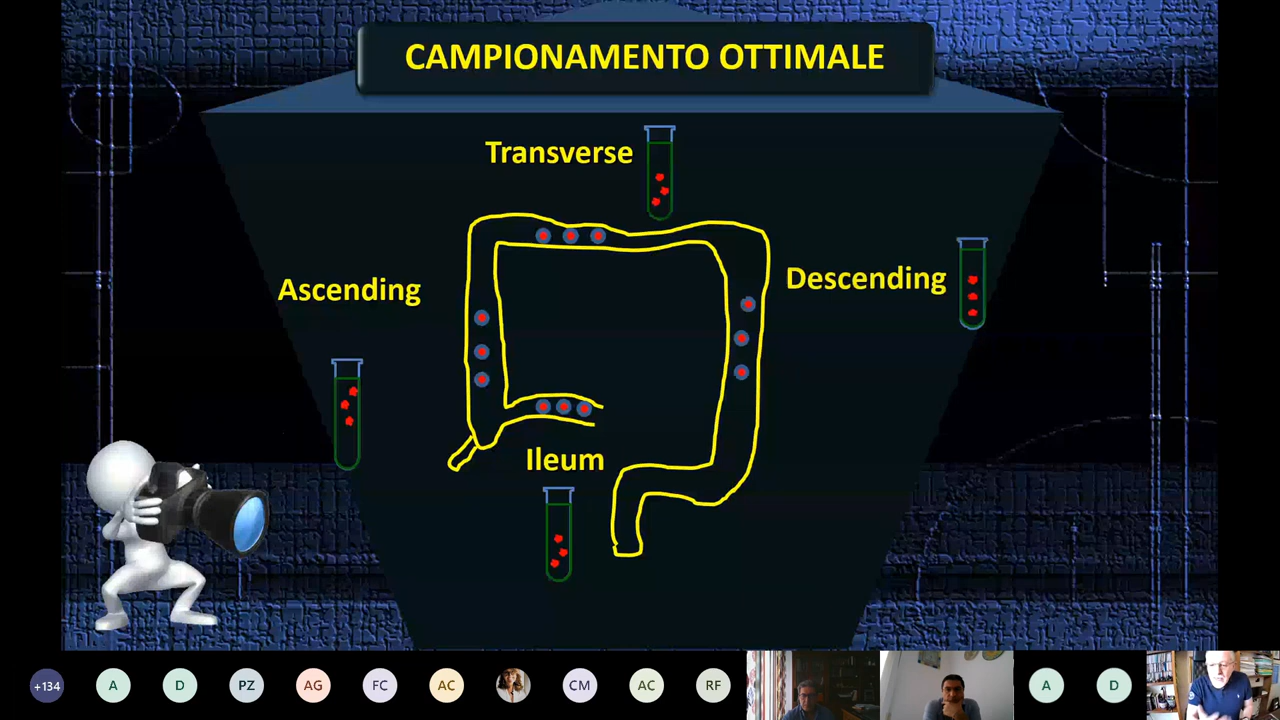 CAMPIONAMENTO OTTIMALE
Transverse
Ascending
Descending
Ileum
+134
A
D
PZ
AG
FC
AC
CM
AC
RF
A
D